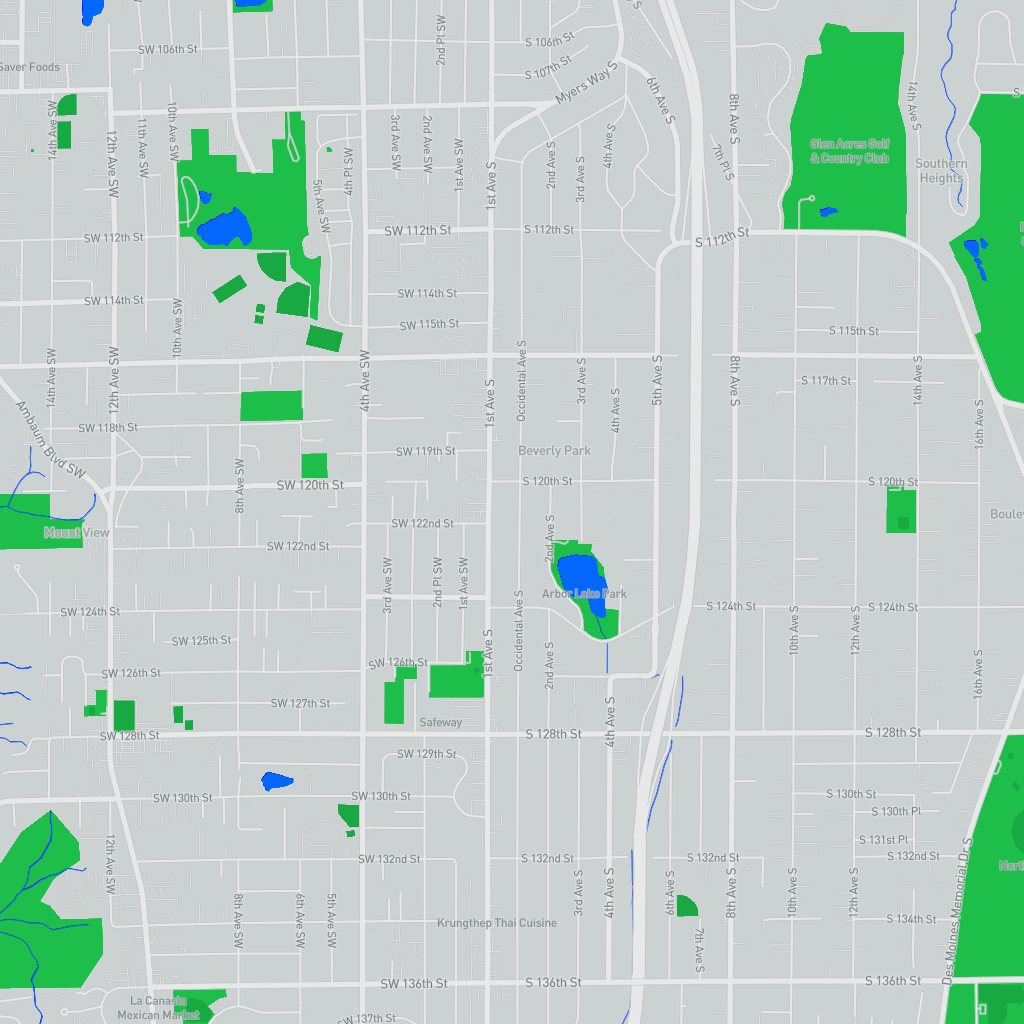 SW 106th St
S 106th St
2nd Pl SW
Saver Foods
S 107th St
Myers Way S
6th Ave S
8th Ave S
14th Ave S
14th Ave SW
12th Ave SW
11th Ave SW
10th Ave SW
3rd Ave SW
2nd Ave SW
1st Ave SW
1st Ave S
2nd Ave S
3rd Ave S
4th Ave S
7th Pl S
Glen Acres Golf
& Country Club
Southern
Heights
4th Pl SW
5th Ave SW
SW 112th St
SW 112th St
S 112th St
S 112th St
SW 114th St
SW 114th St
10th Ave SW
SW 115th St
S 115th St
14th Ave SW
12th Ave SW
4th Ave SW
1st Ave S
Occidental Ave S
3rd Ave S
4th Ave S
5th Ave S
8th Ave S
S 117th St
14th Ave S
16th Ave S
Ambaum Blvd SW
SW 118th St
SW 119th St
Beverly Park
8th Ave SW
SW 120th St
S 120th St
S 120th St
Mount View
SW 122nd St
SW 122nd St
2nd Ave S
3rd Ave SW
2nd Pl SW
1st Ave SW
Arbor Lake Park
Occidental Ave S
SW 124th St
S 124th St
S 124th St
10th Ave S
12th Ave S
SW 125th St
1st Ave S
2nd Ave S
16th Ave S
SW 126th St
SW 126th St
SW 127th St
4th Ave S
Safeway
SW 128th St
S 128th St
S 128th St
SW 129th St
SW 130th St
SW 130th St
S 130th St
S 130th Pl
S 131st Pl
12th Ave SW
SW 132nd St
S 132nd St
S 132nd St
S 132nd St
Des Moines Memorial Dr S
8th Ave SW
6th Ave SW
5th Ave SW
3rd Ave S
4th Ave S
6th Ave S
8th Ave S
10th Ave S
12th Ave S
Krungthep Thai Cuisine
7th Ave S
S 134th St
SW 136th St
S 136th St
S 136th St
La Canasta
Mexican Market
SW 137th St